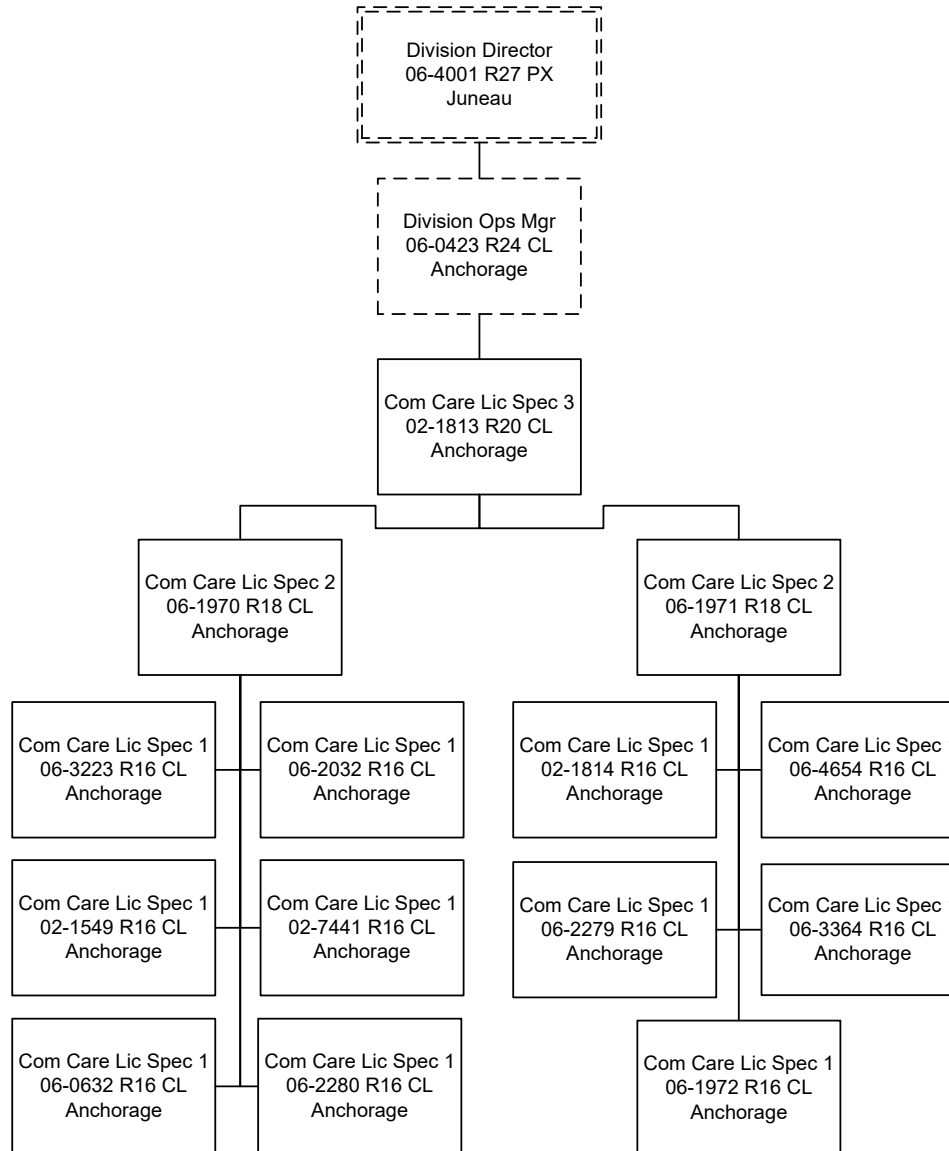 Division Director
06-4001 R27 PX
Juneau
Division Ops Mgr
06-0423 R24 CL
Anchorage
Com Care Lic Spec 3
02-1813 R20 CL
Anchorage
Com Care Lic Spec 2
06-1970 R18 CL
Anchorage
Com Care Lic Spec 2
06-1971 R18 CL
Anchorage
Com Care Lic Spec 1
06-3223 R16 CL
Anchorage
Com Care Lic Spec 1
06-2032 R16 CL
Anchorage
Com Care Lic Spec 1
02-1814 R16 CL
Anchorage
Com Care Lic Spec
06-4654 R16 CL
Anchorage
Com Care Lic Spec 1
02-1549 R16 CL
Anchorage
Com Care Lic Spec 1
02-7441 R16 CL
Anchorage
Com Care Lic Spec 1
06-2279 R16 CL
Anchorage
Com Care Lic Spec
06-3364 R16 CL
Anchorage
Com Care Lic Spec 1
06-0632 R16 CL
Anchorage
Com Care Lic Spec 1
06-2280 R16 CL
Anchorage
Com Care Lic Spec 1
06-1972 R16 CL
Anchorage